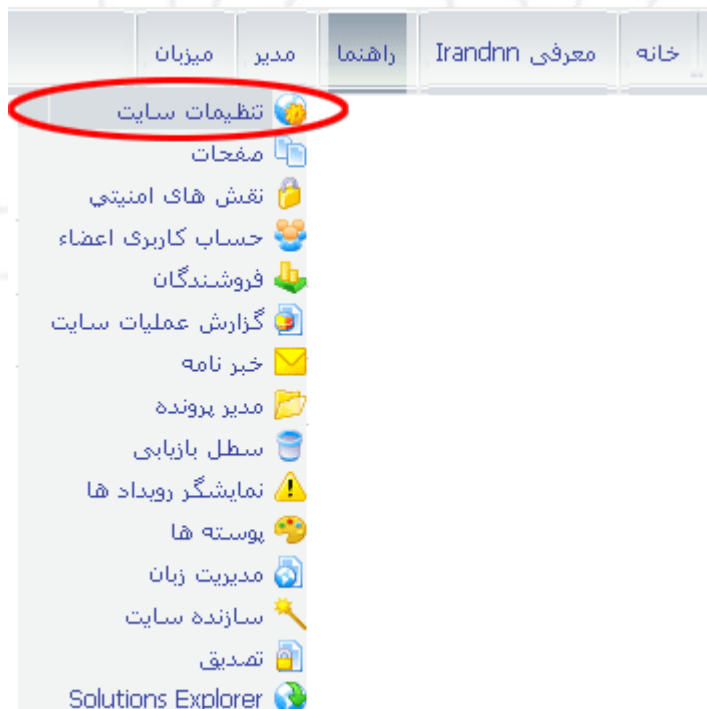 خانه معرفی Irandnn راهنما مدیر میزبان
تنظیمات سایت
صفحات
نقش های امنیتي
حساب کاربری اعضاء
فروشندگان
گزارش عملیات سایت
خبر نامه
مدیر پرونده
سطل بازیابی
نمایشگر رویداد ها
پوسته ها
مدیریت زبان
سازنده سایت
تصدیق
Solutions Explorer